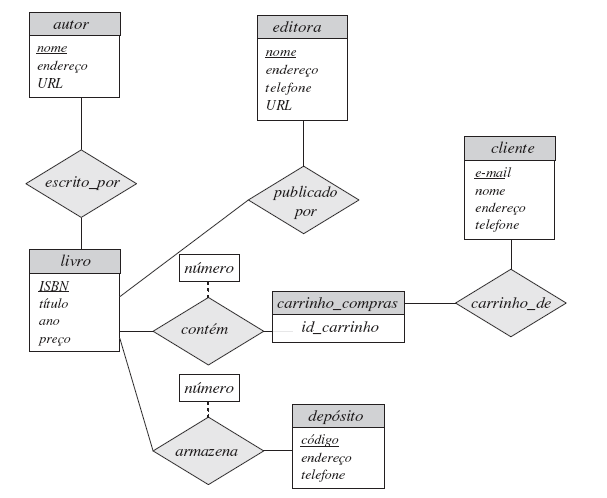 autor
nome
endereço
URL
editora
nome
endereço
telefone
URL
cliente
e-mail
nome
endereço
telefone
escrito_por
publicado
por
livro
ISBN
título
ano
preço
número
contém
carrinho_compras
id_carrinho
carrinho_de
número
armazena
depósito
código
endereço
telefone